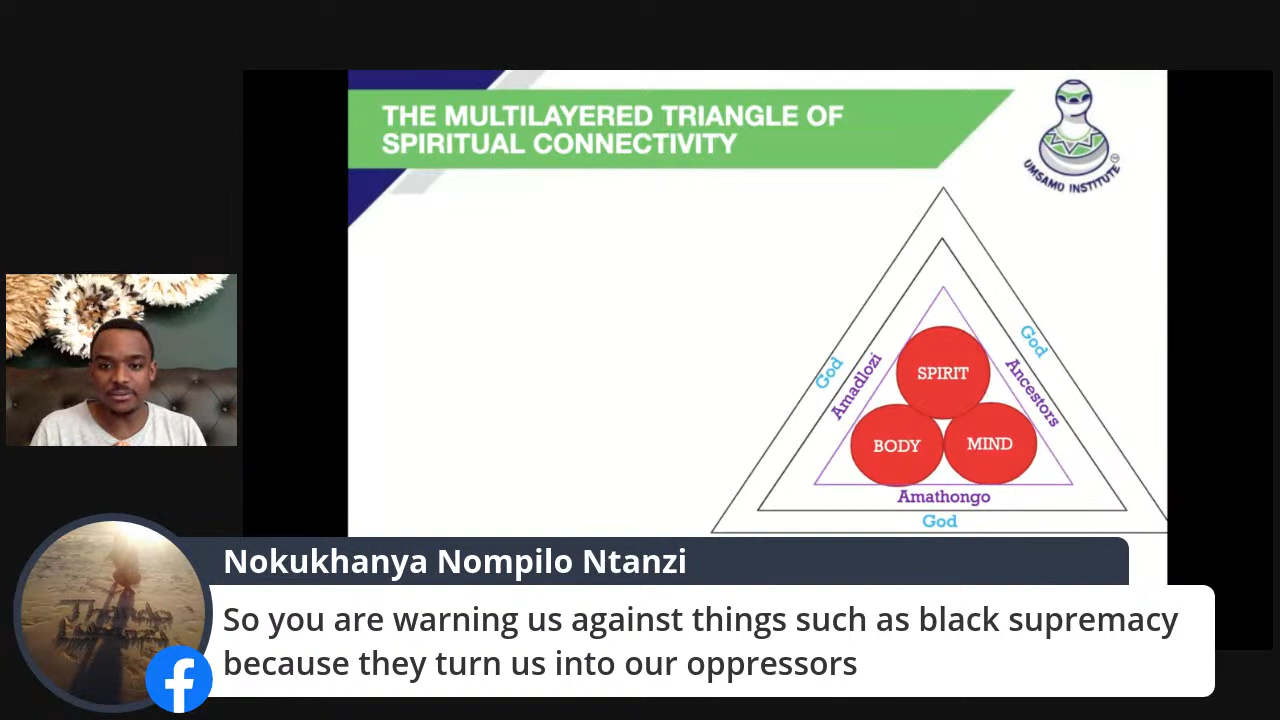 THE MULTILAYERED TRIANGLE OF
SPIRITUAL CONNECTIVITY
UMSAMO INSTITUTE
God
God
Amadlozi
Ancestors
SPIRIT
BODY
MIND
Amathongo
God
Nokukhanya Nompilo Ntanzi
So you are warning us against things such as black supremacy
because they turn us into our oppressors